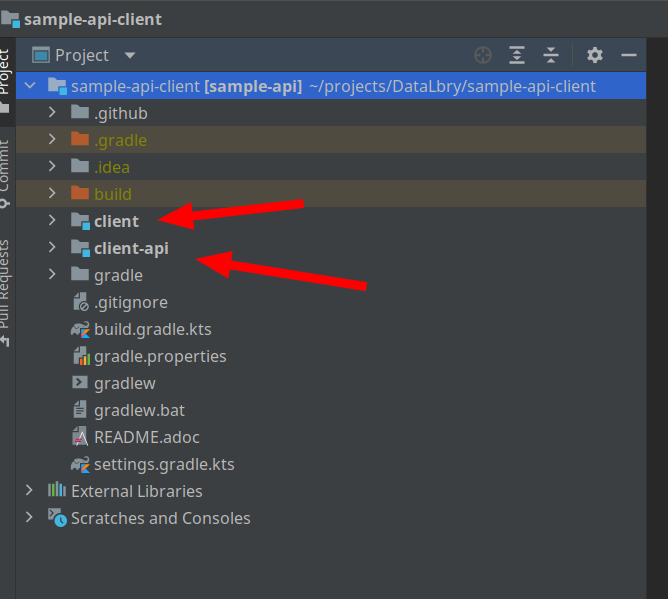 sample-api-client
Project
Project
Commit
Pull Requests
sample-api-client [sample-api] ~/projects/DataLbry/sample-api-client
.github
.gradle
.idea
build
client
client-api
gradle
.gitignore
build.gradle.kts
gradle.properties
gradlew
gradlew.bat
README.adoc
settings.gradle.kts
External Libraries
Scratches and Consoles